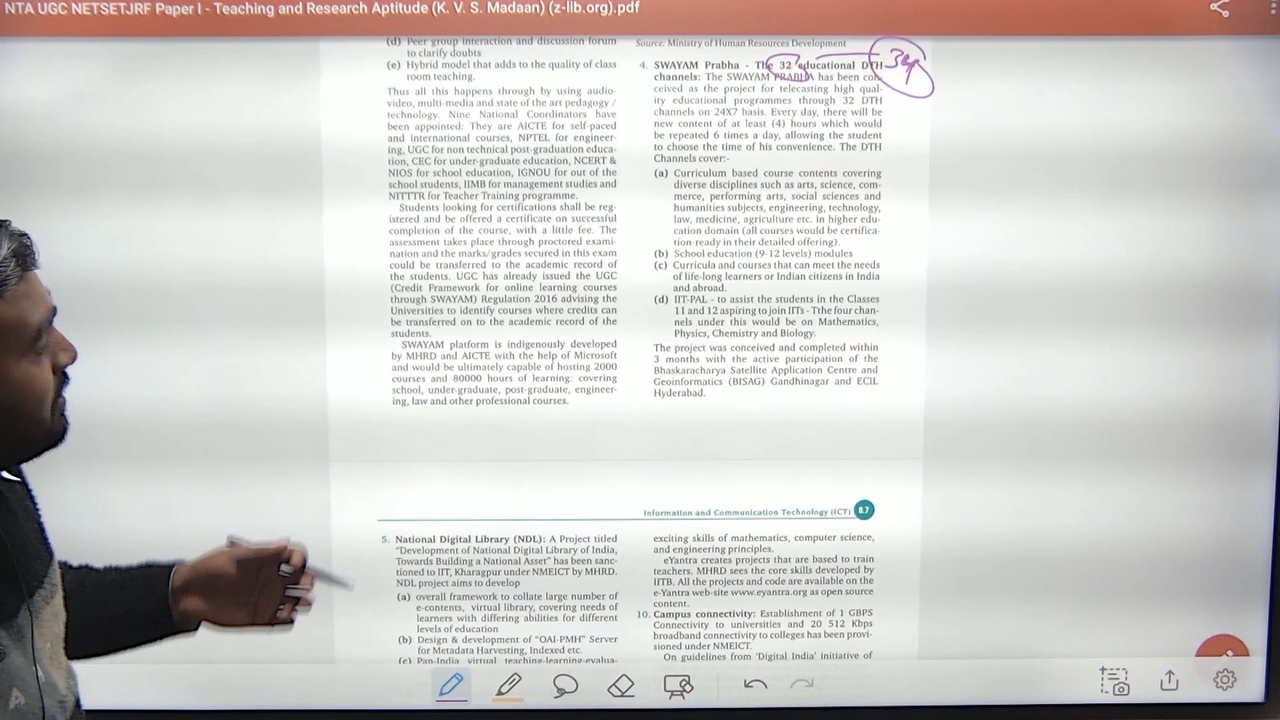 NTA UGC NETSETJRF Paper I - Teaching and Research Aptitude (K. V. S. Madaan) (z-lib.org).pdf
(d) Peer group interaction and discussion forum
to clarify doubts
(e) Hybrid model that adds to the quality of class
room teaching.
Thus all this happens through by using audio-
video, multi-media and state of the art pedagogy /
technology. Nine National Coordinators have
been appointed: They are AICTE for self-paced
and international courses, NPTEL for engineer-
ing, UGC for non technical post-graduation educa-
tion, CEC for under-graduate education, NCERT &
NIOS for school education, IGNOU for out of the
school students, IIMB for management studies and
NITTTR for Teacher Training programme.
Students looking for certifications shall be reg-
istered and be offered a certificate on successful
completion of the course, with a little fee. The
assessment takes place through proctored exami-
nation and the marks/grades secured in this exam
could be transferred to the academic record of
the students. UGC has already issued the UGC
(Credit Framework for online learning courses
through SWAYAM) Regulation 2016 advising the
Universities to identify courses where credits can
be transferred on to the academic record of the
students.
SWAYAM platform is indigenously developed
by MHRD and AICTE with the help of Microsoft
and would be ultimately capable of hosting 2000
courses and 80000 hours of learning: covering
school, under-graduate, post-graduate, engineer-
ing, law and other professional courses.
Source: Ministry of Human Resources Development
4. SWAYAM Prabha - The 32 educational DTH
34
channels: The SWAYAM PRABHA has been con-
ceived as the project for telecasting high qual-
ity educational programmes through 32 DTH
channels on 24X7 basis. Every day, there will be
new content of at least (4) hours which would
be repeated 6 times a day, allowing the student
to choose the time of his convenience. The DTH
Channels cover:-
(a) Curriculum based course contents covering
diverse disciplines such as arts, science, com-
merce, performing arts, social sciences and
humanities subjects, engineering, technology,
law, medicine, agriculture etc. in higher edu-
cation domain (all courses would be certifica-
tion-ready in their detailed offering).
(b) School education (9-12 levels) modules
(c) Curricula and courses that can meet the needs
of life-long learners or Indian citizens in India
and abroad.
(d) IIT-PAL - to assist the students in the Classes
11 and 12 aspiring to join IITs - Tthe four chan-
nels under this would be on Mathematics,
Physics, Chemistry and Biology.
The project was conceived and completed within
3 months with the active participation of the
Bhaskaracharya Satellite Application Centre and
Geoinformatics (BISAG) Gandhinagar and ECIL
Hyderabad.
Information and Communication Technology (ICT) 8.7
5. National Digital Library (NDL): A Project titled
"Development of National Digital Library of India,
Towards Building a National Asset" has been sanc-
tioned to IIT, Kharagpur under NMEICT by MHRD.
NDL project aims to develop
(a) overall framework to collate large number of
e-contents, virtual library, covering needs of
learners with differing abilities for different
levels of education
(b) Design & development of "OAI-PMH" Server
for Metadata Harvesting, Indexed etc.
(c) Pan-India virtual teaching-learning-evalua-
exciting skills of mathematics, computer science,
and engineering principles.
eYantra creates projects that are based to train
teachers. MHRD sees the core skills developed by
IITB. All the projects and code are available on the
e-Yantra web-site www.eyantra.org as open source
content.
10. Campus connectivity: Establishment of 1 GBPS
Connectivity to universities and 20 512 Kbps
broadband connectivity to colleges has been provi-
sioned under NMEICT.
On guidelines from 'Digital India' initiative of